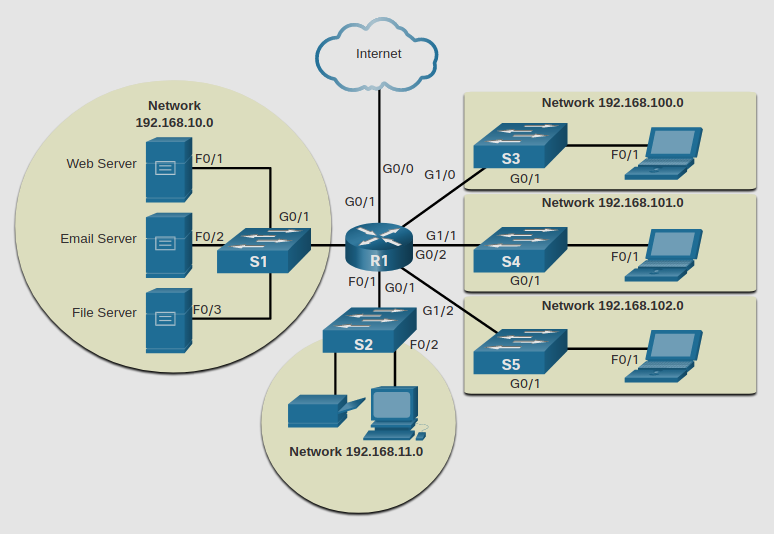 Internet
Network
192.168.10.0
Web Server
F0/1
Email Server
F0/2
File Server
F0/3
S1
G0/1
G0/0
G0/1
G1/0
R1
G1/1
G0/2
F0/1
G0/1
G1/2
S2
F0/2
Network 192.168.11.0
Network 192.168.100.0
S3
G0/1
F0/1
Network 192.168.101.0
S4
G0/1
F0/1
Network 192.168.102.0
S5
G0/1
F0/1